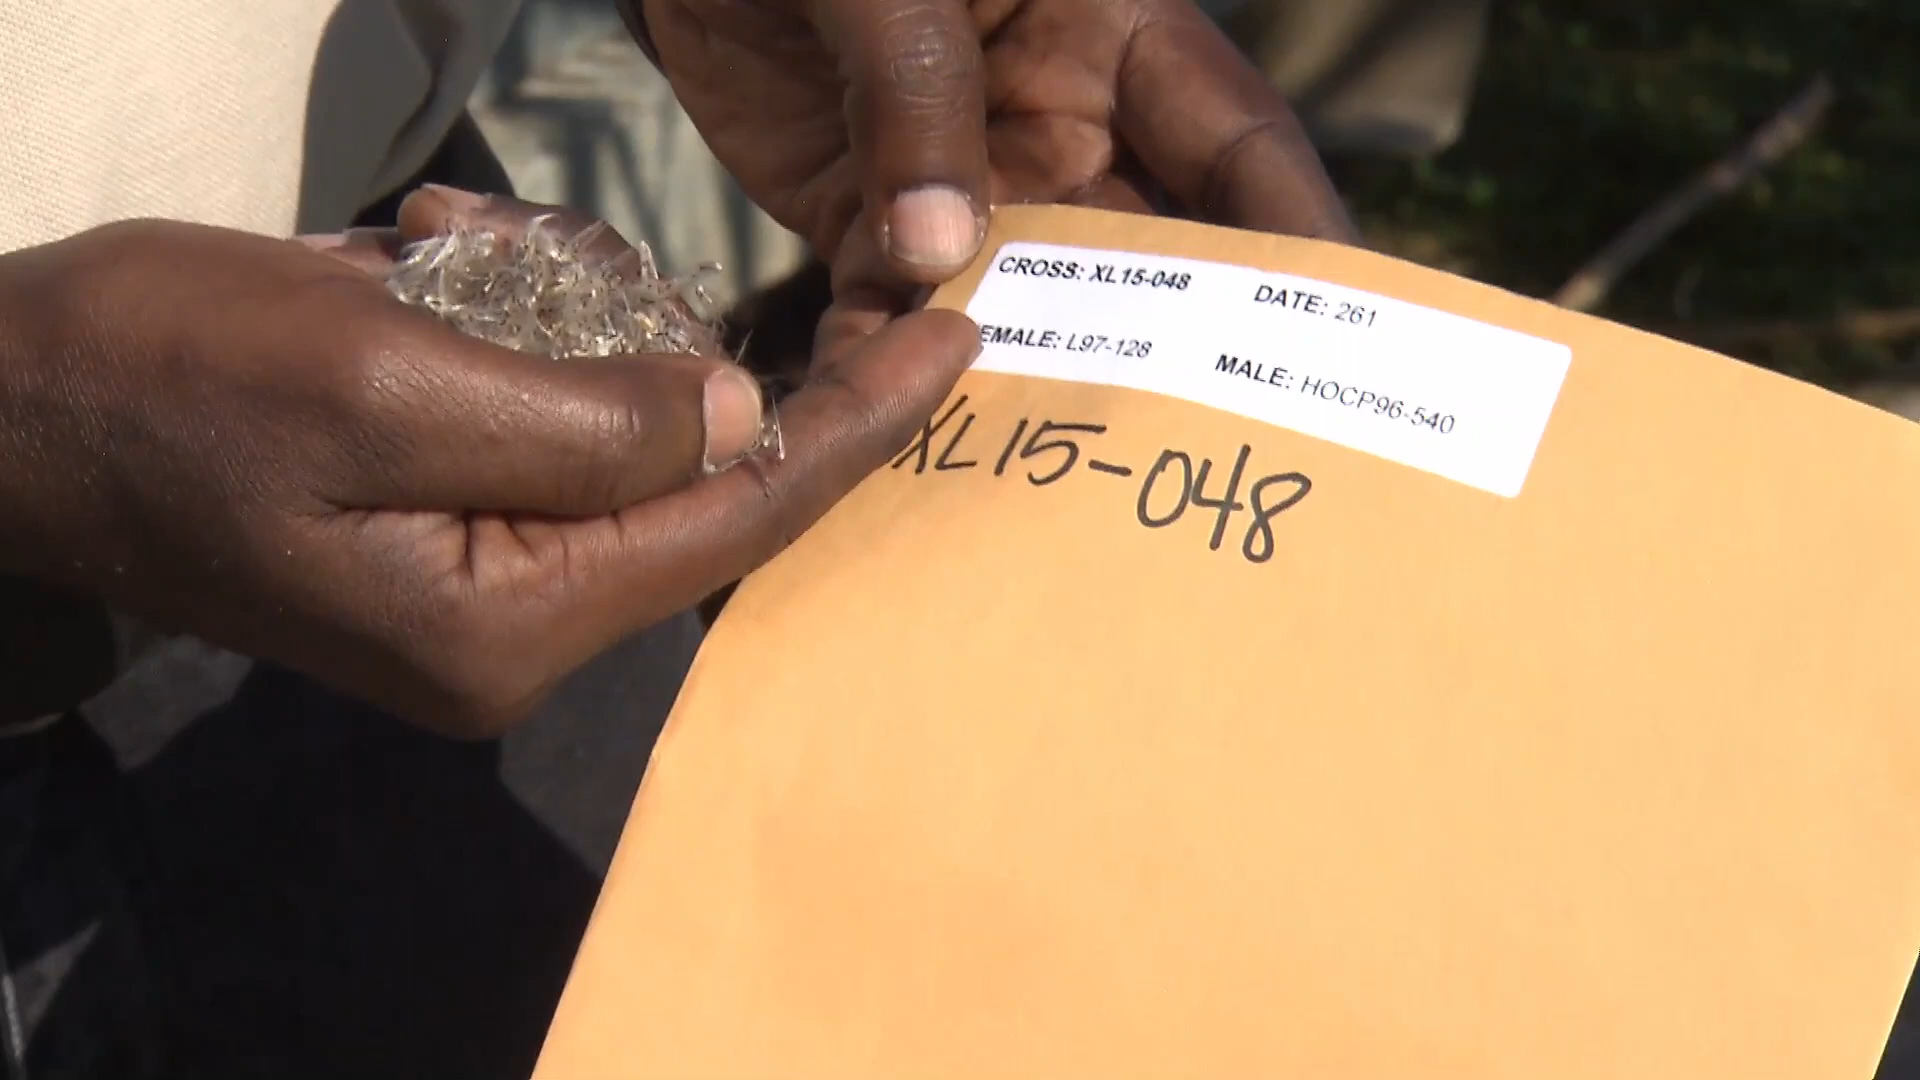 CROSS: XL15-048 DATE: 261
EMALE: L97-128 MALE: HOCP96-540
XL15-048